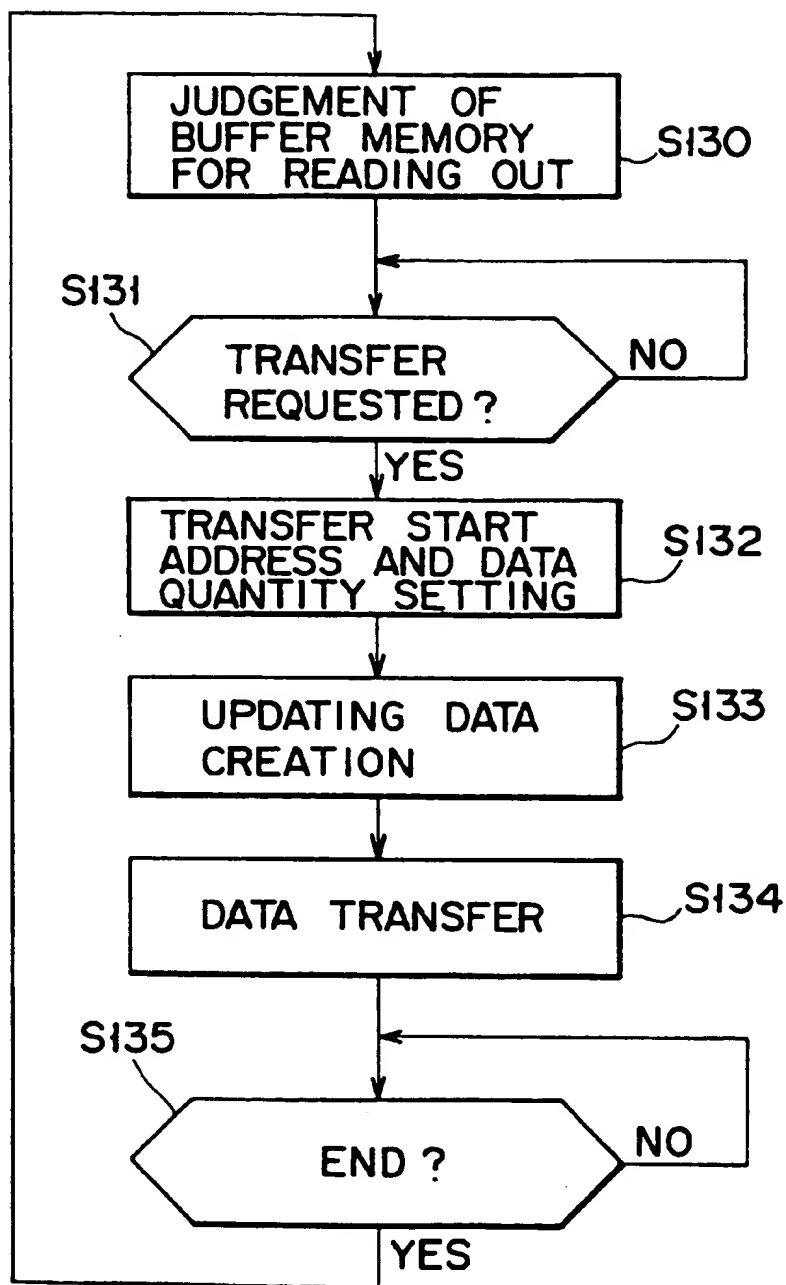 JUDGEMENT OF
BUFFER MEMORY
FOR READING OUT
S130
S131
TRANSFER
REQUESTED?
NO
YES
TRANSFER START
ADDRESS AND DATA
QUANTITY SETTING
S132
UPDATING DATA
CREATION
S133
DATA TRANSFER
S134
S135
END?
NO
YES